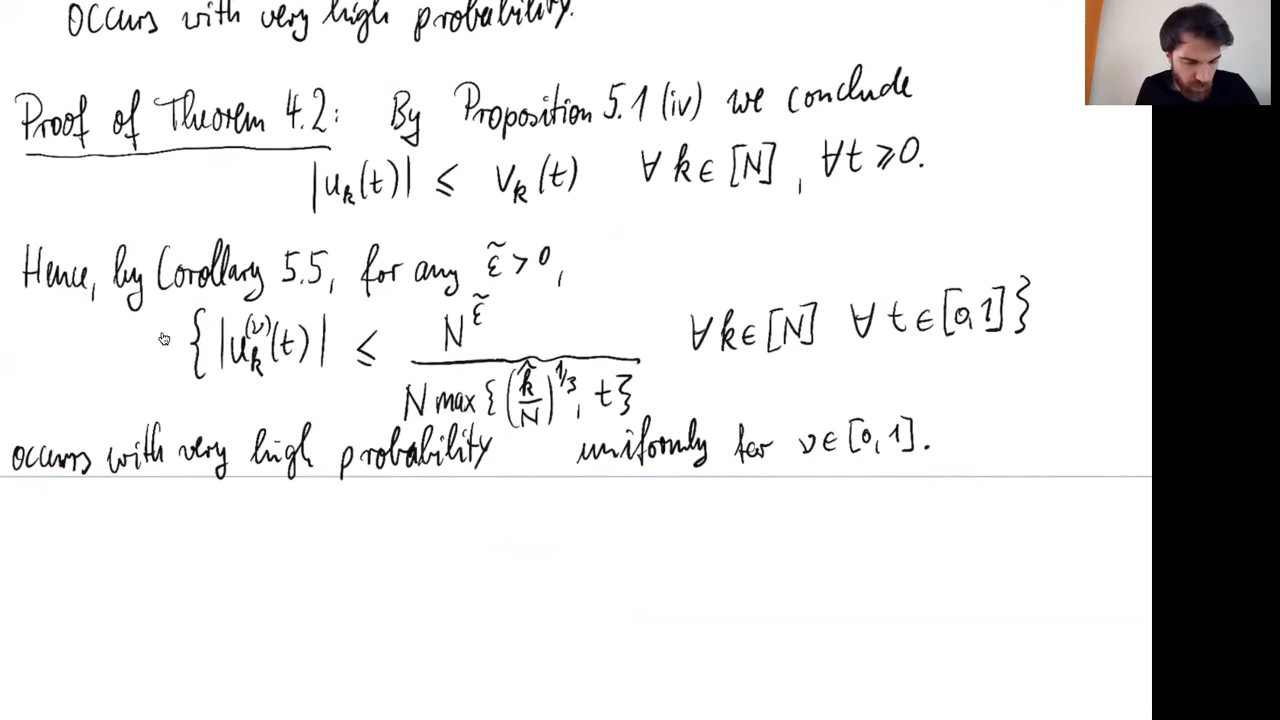 occurs with very high probability.
Proof of Theorem 4.2: By Proposition 5.1 (iv) we conclude
|u_k(t)| ≤ v_k(t) ∀ k ∈ [N], ∀t ⩾ 0.
Hence, by Corollary 5.5, for any ε̃ > 0,
{ |u_k^{(ν)}(t)| ≤ N^{ε̃} / (N max{(k̂/N)^{1/3}, t}) ∀k ∈ [N] ∀ t ∈ [0,1] }
occurs with very high probability uniformly for ν ∈ [0,1].